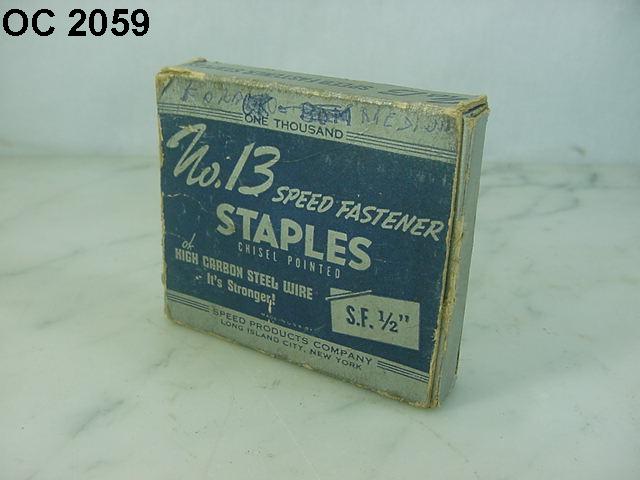 OC 2059
MEDIUM
ONE THOUSAND
No. 13 SPEED FASTENER
STAPLES
CHISEL POINTED
of
HIGH CARBON STEEL WIRE
It's Stronger!
S.F. 1/2"
SPEED PRODUCTS COMPANY
LONG ISLAND CITY, NEW YORK